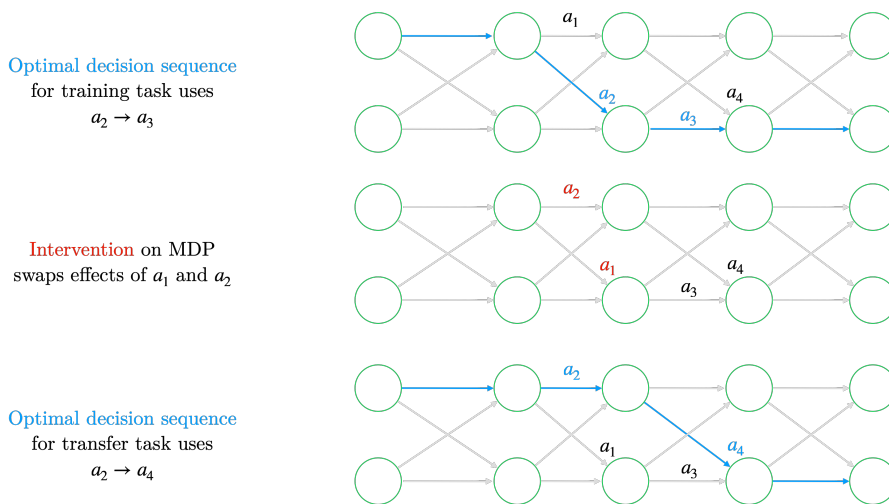 a₁
Optimal decision sequence
for training task uses
a₂ → a₃
a₂
a₃
a₄
a₂
Intervention on MDP
swaps effects of a₁ and a₂
a₁
a₄
a₃
a₂
Optimal decision sequence
for transfer task uses
a₂ → a₄
a₁
a₄
a₃